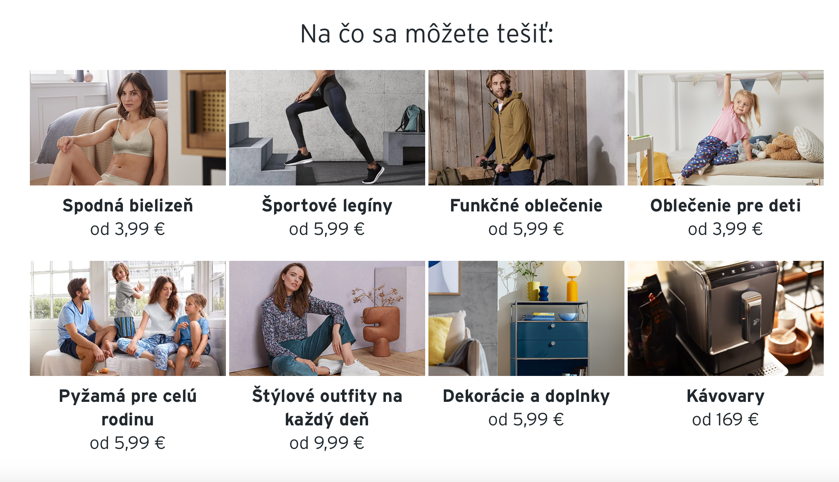 Na čo sa môžete tešiť:
Spodná bielizeň
od 3,99 €
Športové legíny
od 5,99 €
Funkčné oblečenie
od 5,99 €
Oblečenie pre deti
od 3,99 €
Pyžamá pre celú
rodinu
od 5,99 €
Štýlové outfity na
každý deň
od 9,99 €
Dekorácie a doplnky
od 5,99 €
Kávovary
od 169 €